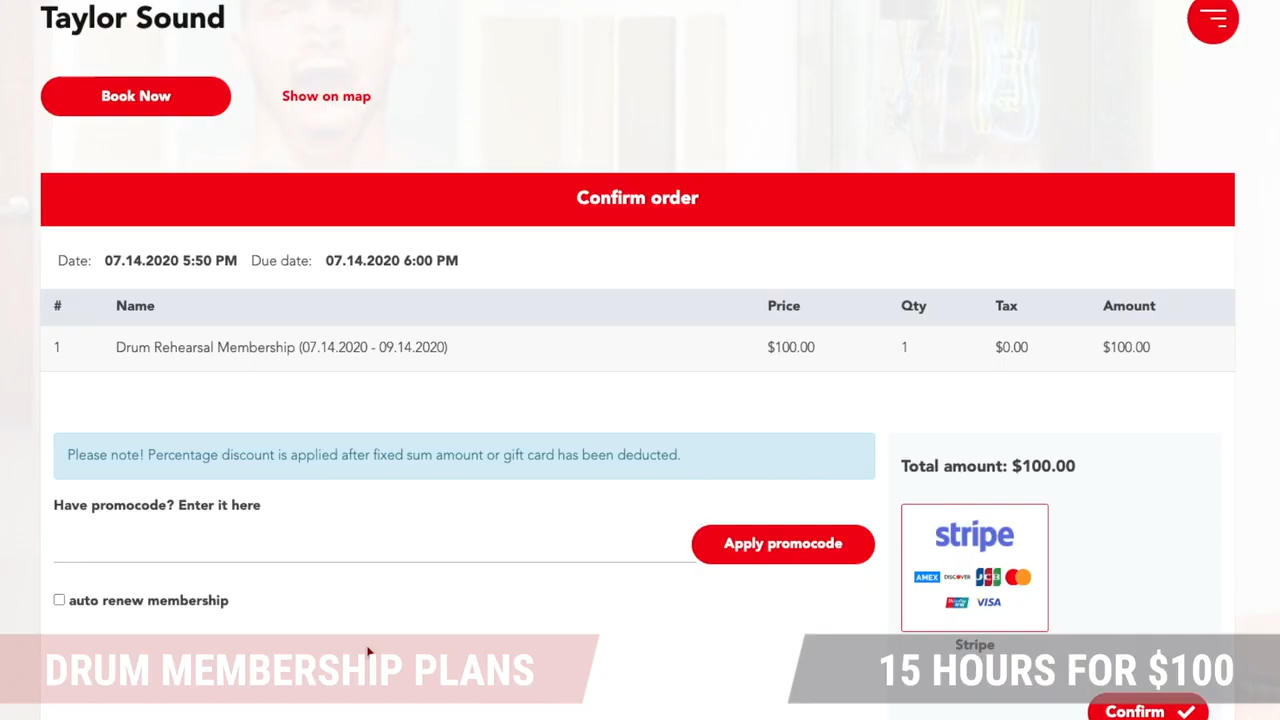 Taylor Sound
Book Now
Show on map
Confirm order
Date: 07.14.2020 5:50 PM Due date: 07.14.2020 6:00 PM
# Name Price Qty Tax Amount
1 Drum Rehearsal Membership (07.14.2020 - 09.14.2020) $100.00 1 $0.00 $100.00
Please note! Percentage discount is applied after fixed sum amount or gift card has been deducted.
Have promocode? Enter it here
Apply promocode
auto renew membership
Total amount: $100.00
stripe
AMEX DISCOVER JCB
VISA
Stripe
Confirm
DRUM MEMBERSHIP PLANS
15 HOURS FOR $100